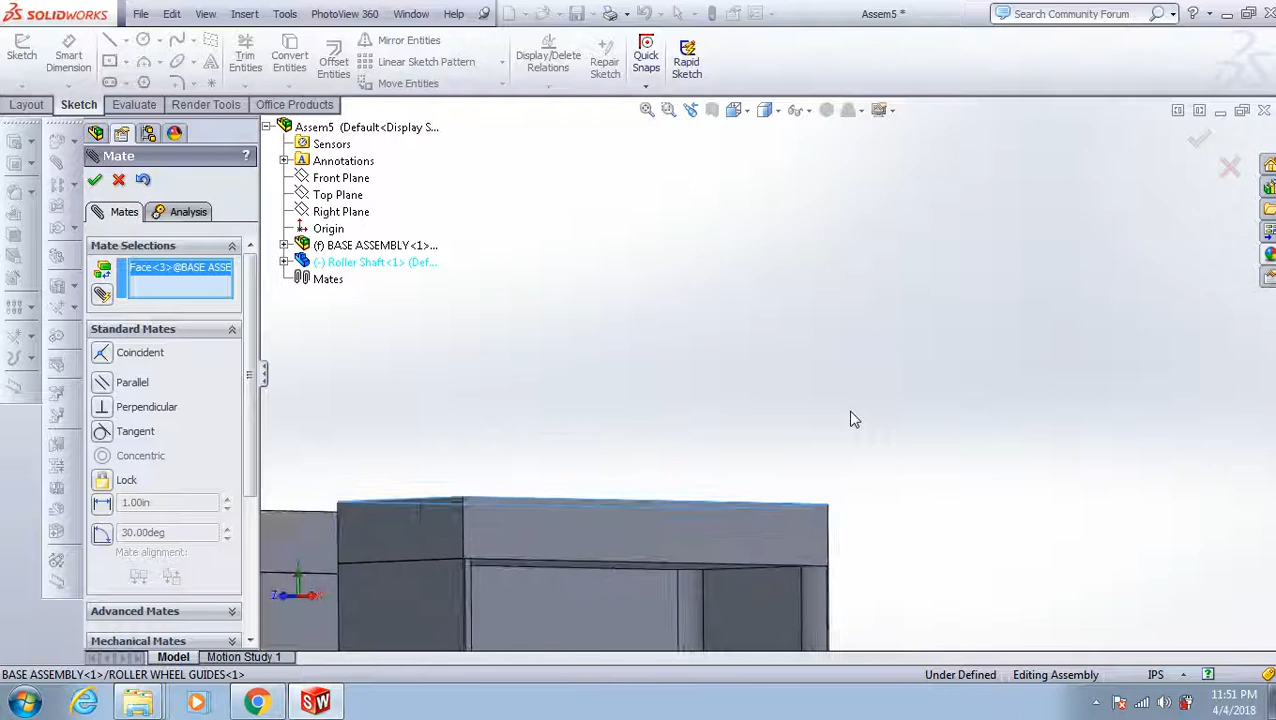 SOLIDWORKS File Edit View Insert Tools PhotoView 360 Window Help Assem5 * Search Community Forum
Sketch Smart Dimension Trim Entities Convert Entities Offset Entities Mirror Entities Linear Sketch Pattern Move Entities Display/Delete Relations Repair Sketch Quick Snaps Rapid Sketch
Layout Sketch Evaluate Render Tools Office Products
Assem5 (Default<Display S...
Sensors
Annotations
Front Plane
Top Plane
Right Plane
Origin
(f) BASE ASSEMBLY<1>...
(-) Roller Shaft<1> (Def...
Mates
Mate ?
Mates Analysis
Mate Selections
Face<3>@BASE ASSE
Standard Mates
Coincident
Parallel
Perpendicular
Tangent
Concentric
Lock
1.00in
30.00deg
Mate alignment:
Advanced Mates
Mechanical Mates
Z X
Model Motion Study 1
BASE ASSEMBLY<1>/ROLLER WHEEL GUIDES<1> Under Defined Editing Assembly IPS ?
SW
11:51 PM
4/4/2018